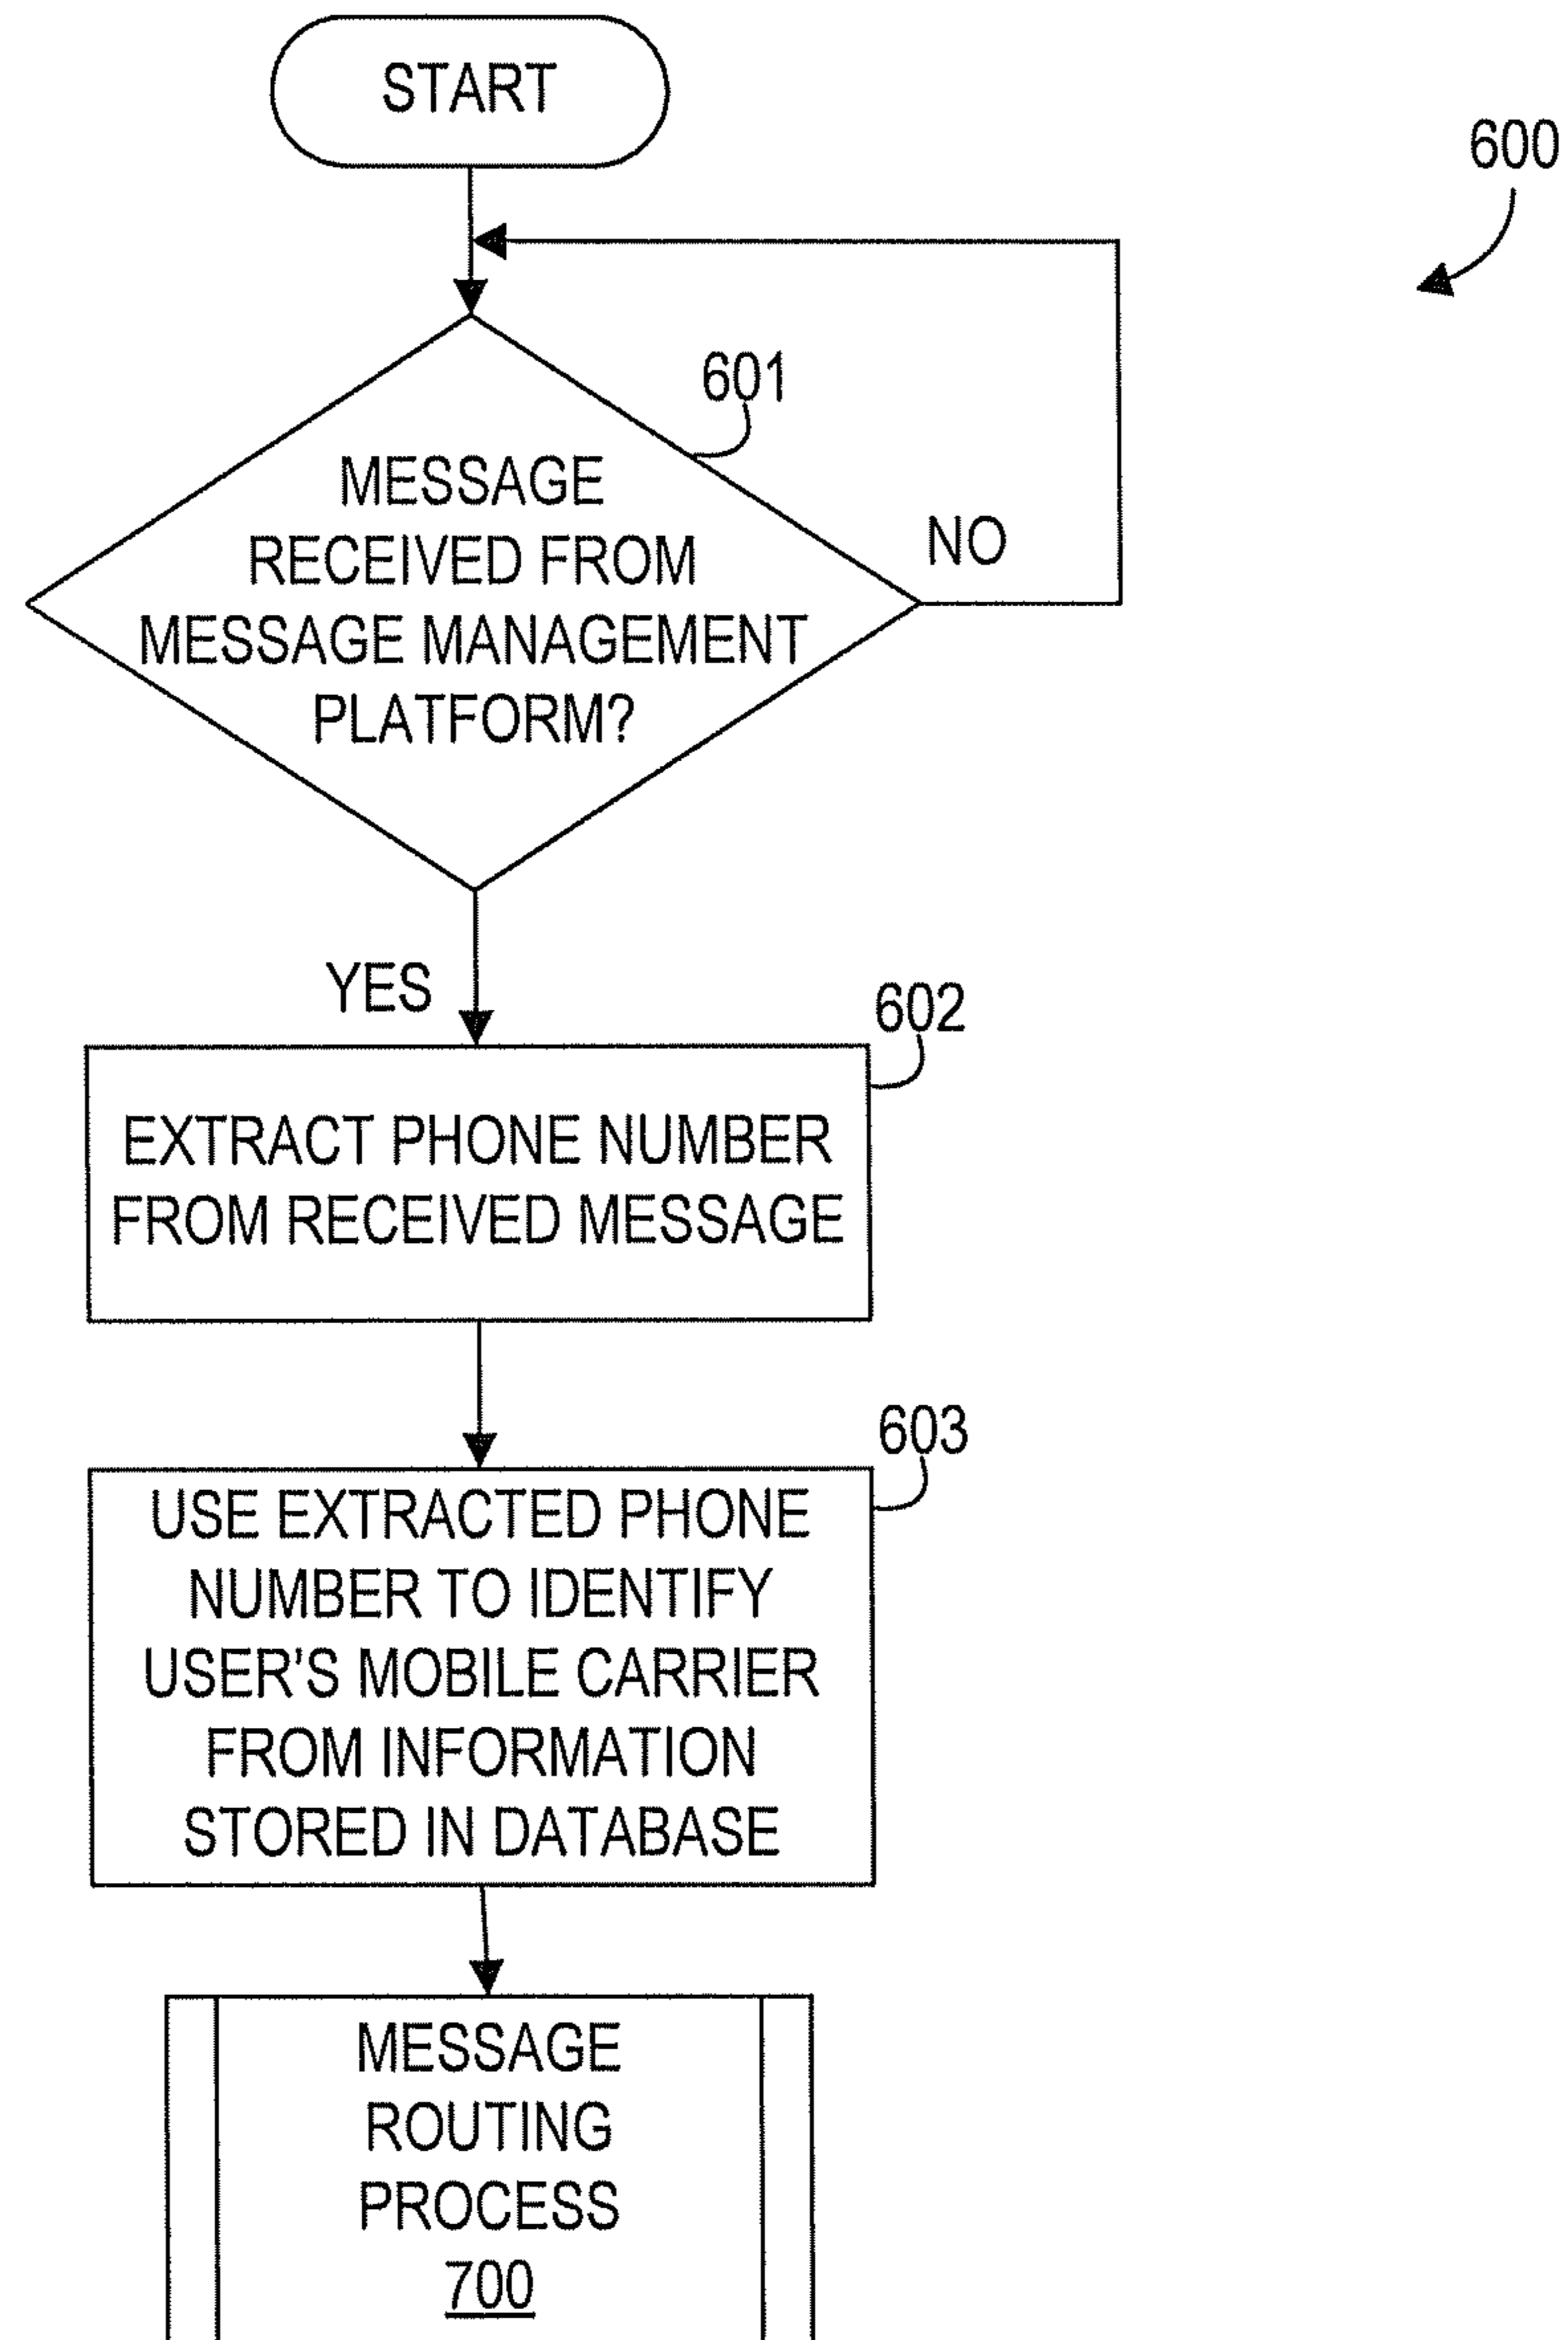 START
600
601
MESSAGE
RECEIVED FROM
MESSAGE MANAGEMENT
PLATFORM?
NO
YES
602
EXTRACT PHONE NUMBER
FROM RECEIVED MESSAGE
603
USE EXTRACTED PHONE
NUMBER TO IDENTIFY
USER'S MOBILE CARRIER
FROM INFORMATION
STORED IN DATABASE
MESSAGE
ROUTING
PROCESS
700